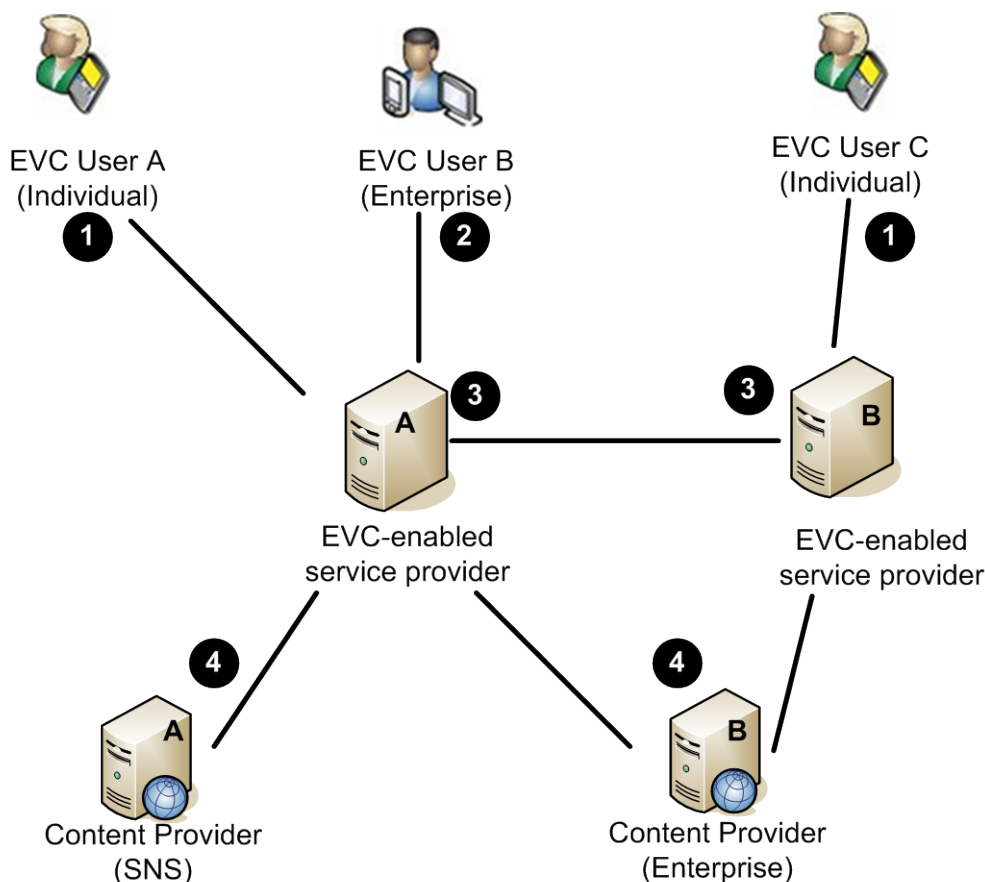 EVC User A
(Individual)
1
EVC User B
(Enterprise)
2
EVC User C
(Individual)
1
A
3
3
B
EVC-enabled
service provider
EVC-enabled
service provider
4
A
Content Provider
(SNS)
4
B
Content Provider
(Enterprise)